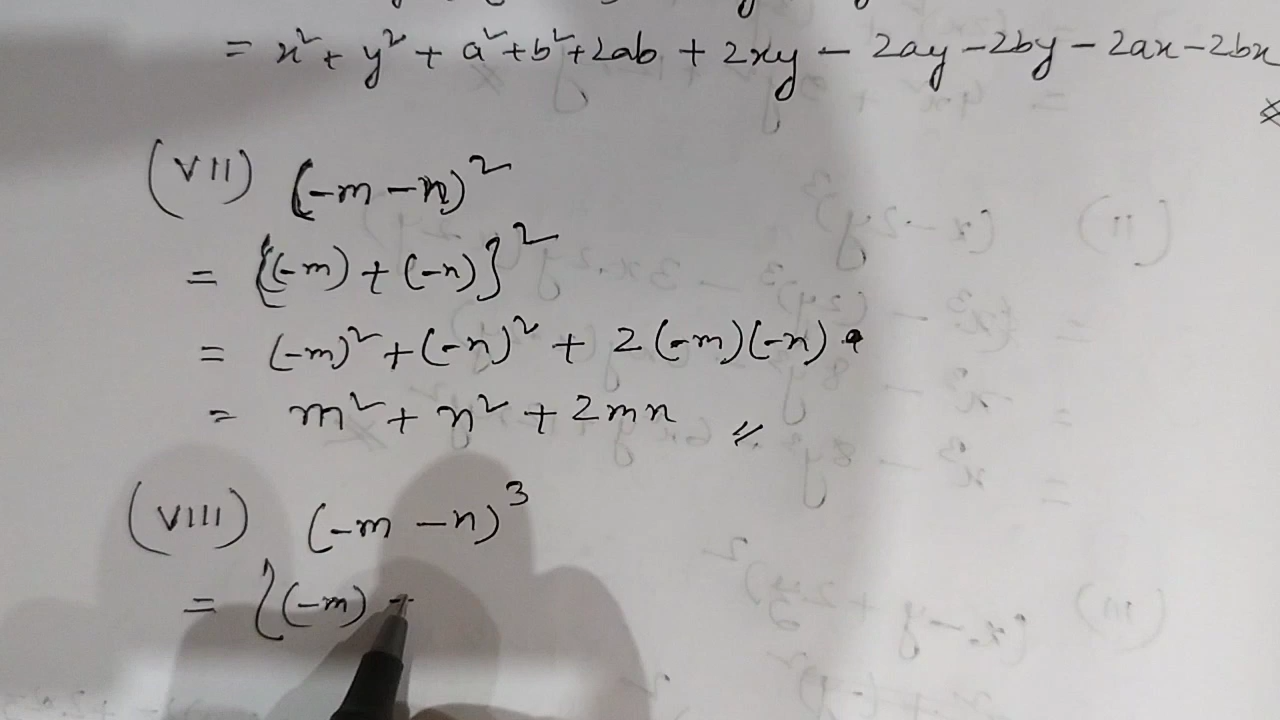 = x² + y² + a² + b² + 2ab + 2xy - 2ay - 2by - 2ax - 2bx
(VII) (-m - n)²
= {(-m) + (-n)}²
= (-m)² + (-n)² + 2(-m)(-n).
= m² + n² + 2mn //
(VIII) (-m - n)³
= {(-m) +